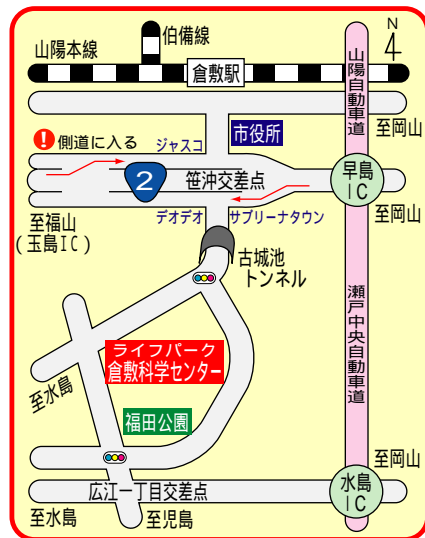 伯備線
山陽本線
倉敷駅
N
山陽自動車道
至岡山
市役所
! 側道に入る
ジャスコ
2
笹沖交差点
早島
IC
至岡山
至福山
(玉島IC)
デオデオ
サブリーナタウン
古城池
トンネル
瀬戸中央自動車道
ライフパーク
倉敷科学センター
至水島
福田公園
至岡山
広江一丁目交差点
水島
IC
至水島
至児島